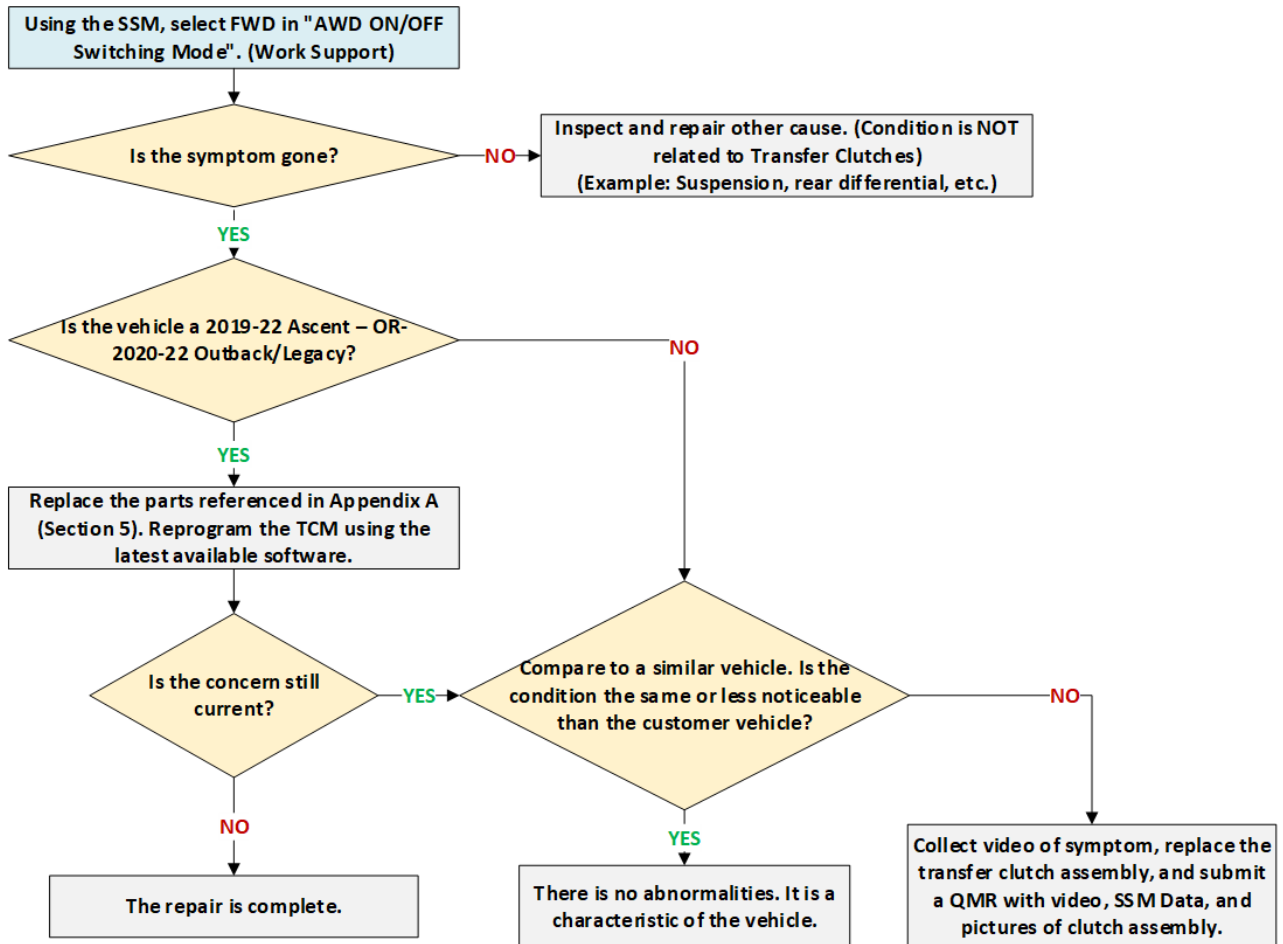 Using the SSM, select FWD in "AWD ON/OFF
Switching Mode". (Work Support)
Is the symptom gone?
NO
Inspect and repair other cause. (Condition is NOT
related to Transfer Clutches)
(Example: Suspension, rear differential, etc.)
YES
Is the vehicle a 2019-22 Ascent – OR-
2020-22 Outback/Legacy?
NO
YES
Replace the parts referenced in Appendix A
(Section 5). Reprogram the TCM using the
latest available software.
Is the concern still
current?
YES
Compare to a similar vehicle. Is the
condition the same or less noticeable
than the customer vehicle?
NO
NO
The repair is complete.
YES
There is no abnormalities. It is a
characteristic of the vehicle.
Collect video of symptom, replace the
transfer clutch assembly, and submit
a QMR with video, SSM Data, and
pictures of clutch assembly.